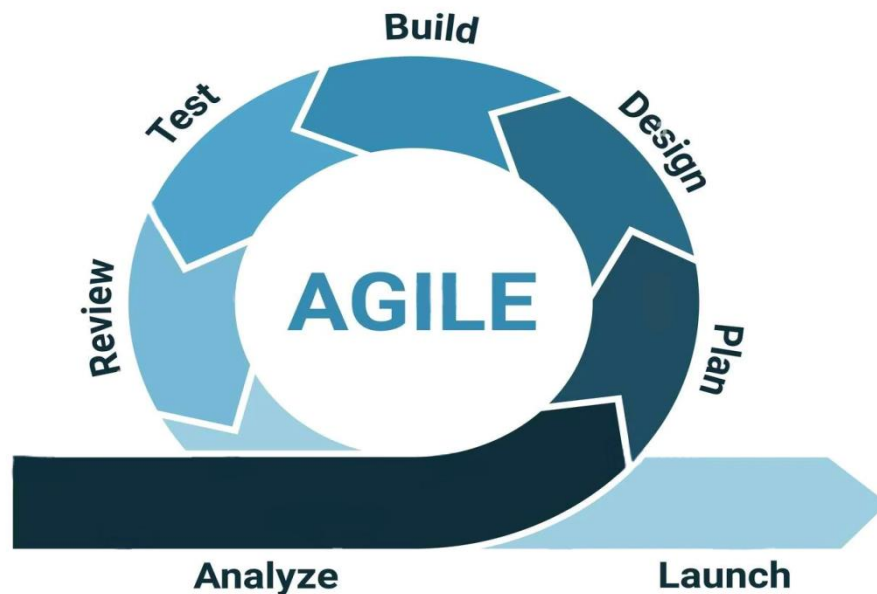 Build
Test
Design
Review
AGILE
Plan
Analyze
Launch